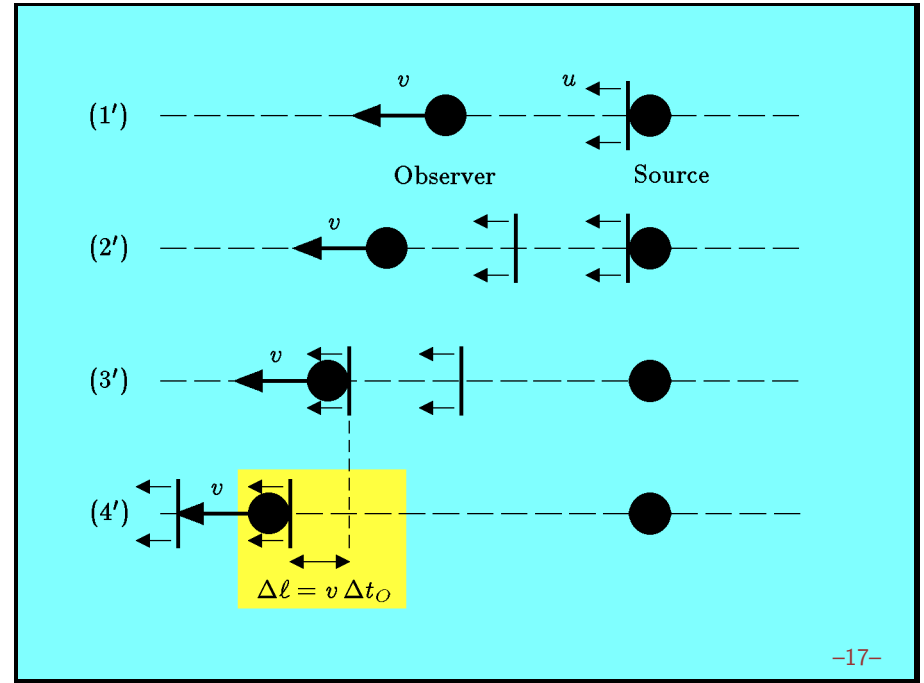 v u
(1′)
Observer Source
v
(2′)
v
(3′)
v
(4′)
Δℓ = v Δt_O
–17–